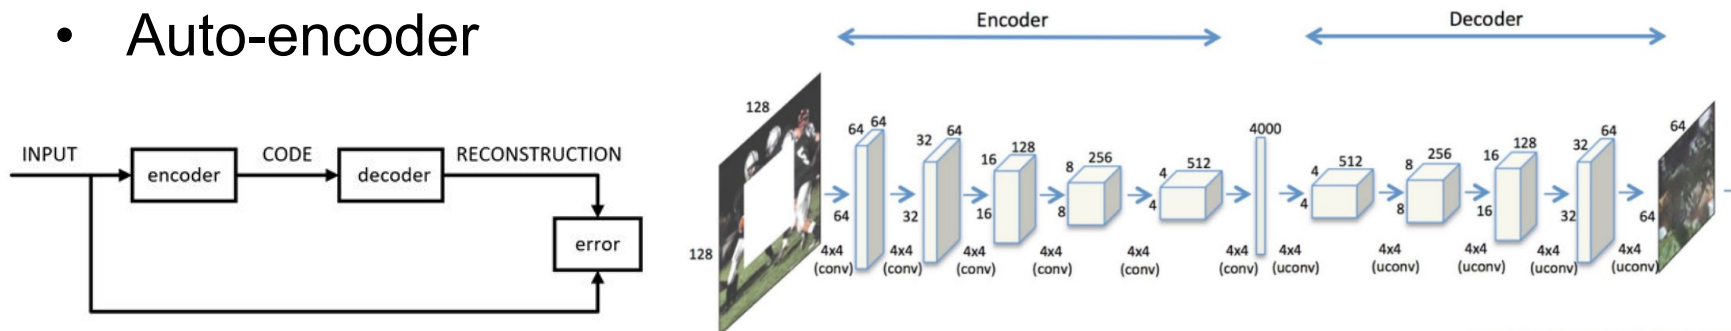 • Auto-encoder
INPUT
encoder
CODE
decoder
RECONSTRUCTION
error
Encoder
Decoder
128
128
64 64
64
4x4
(conv)
32 64
32
4x4
(conv)
16 128
16
4x4
(conv)
8 256
8
4x4
(conv)
4 512
4
4x4
(conv)
4000
4x4
(conv)
4 512
4
4x4
(uconv)
8 256
8
4x4
(uconv)
16 128
16
4x4
(uconv)
32 64
32
4x4
(uconv)
64
64
4x4
(uconv)